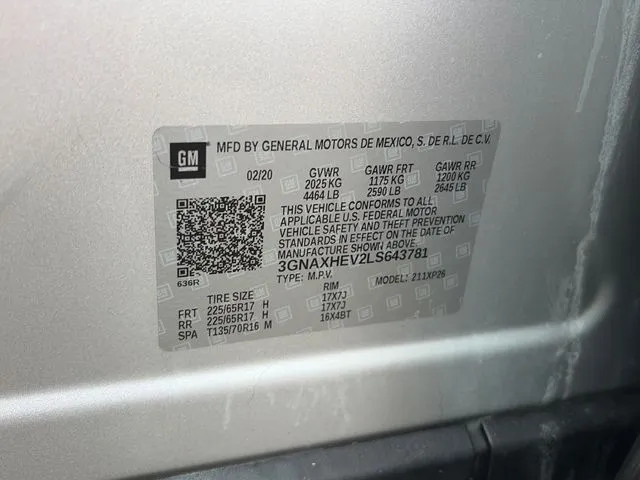 GM
MFD BY GENERAL MOTORS DE MEXICO, S. DE R.L. DE C.V.
02/20 GVWR GAWR FRT GAWR RR
2025 KG 1175 KG 1200 KG
4464 LB 2590 LB 2645 LB
THIS VEHICLE CONFORMS TO ALL
APPLICABLE U.S. FEDERAL MOTOR
VEHICLE SAFETY AND THEFT
PREVENTION STANDARDS IN EFFECT
ON THE DATE OF
MANUFACTURE SHOWN ABOVE.
3GNAXHEV2LS643781
636R TYPE: M.P.V. MODEL: 211XP26
TIRE SIZE RIM
FRT 225/65R17 H 17X7J
RR 225/65R17 H 17X7J
SPA T135/70R16 M 16X4BT